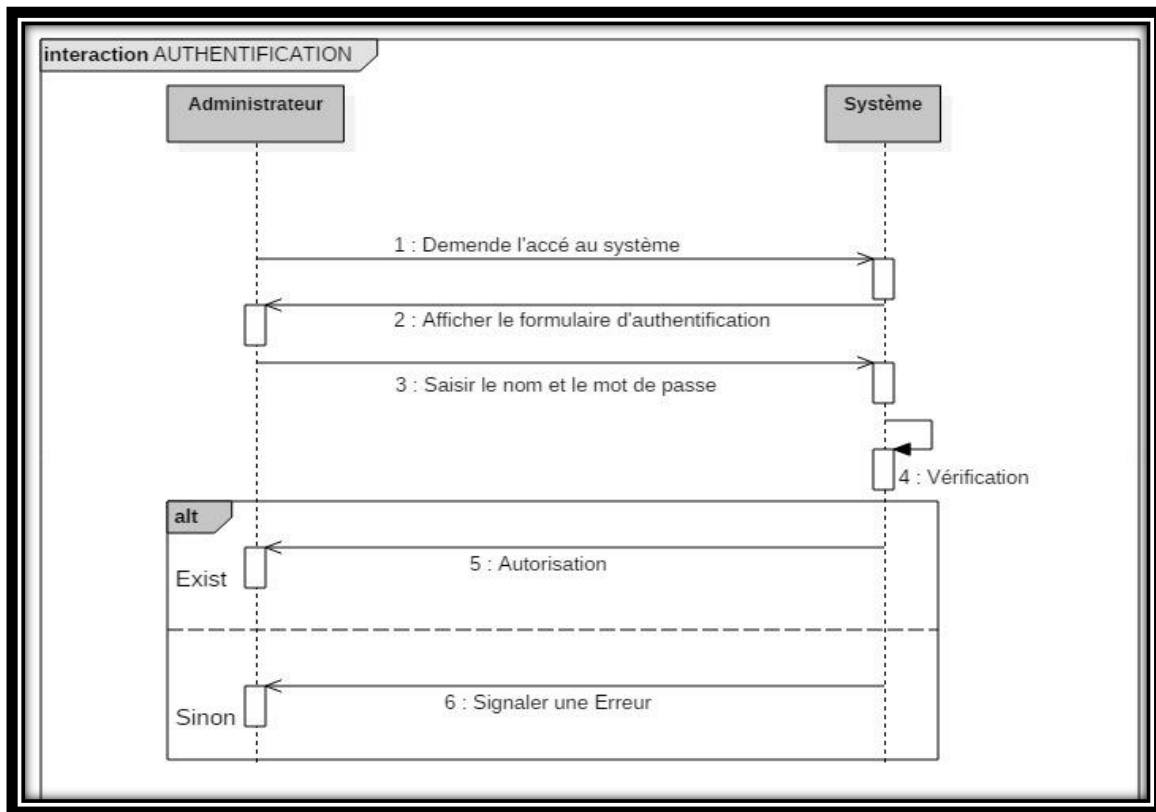 interaction AUTHENTIFICATION
Administrateur
Système
1 : Demende l'accé au système
2 : Afficher le formulaire d'authentification
3 : Saisir le nom et le mot de passe
4 : Vérification
alt
5 : Autorisation
Exist
6 : Signaler une Erreur
Sinon